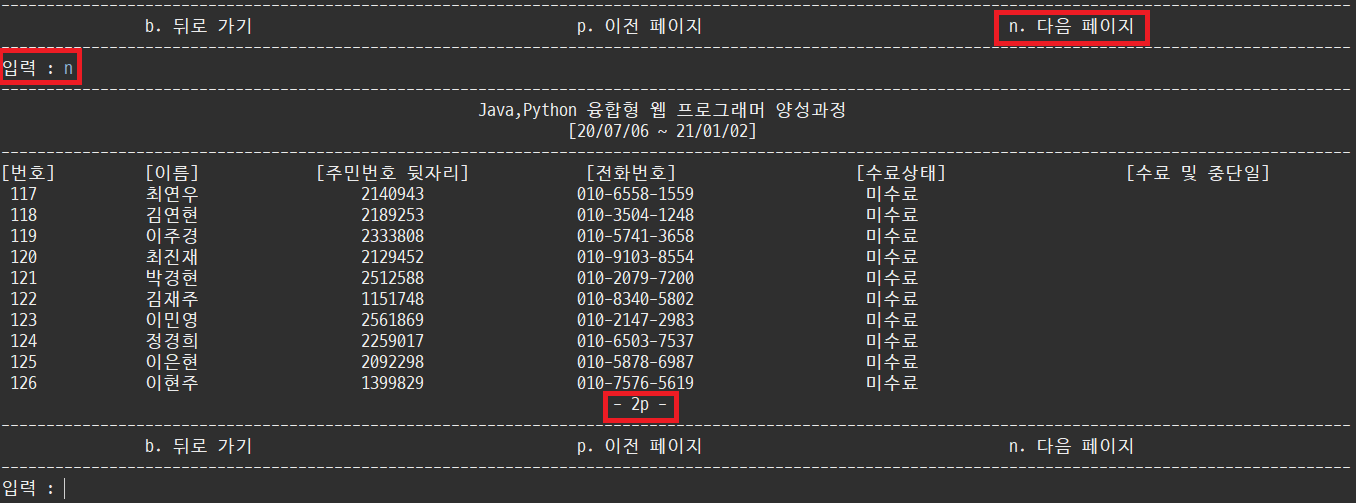 b. 뒤로 가기 p. 이전 페이지 n. 다음 페이지
입력 : n
Java,Python 융합형 웹 프로그래머 양성과정
[20/07/06 ~ 21/01/02]
[번호] [이름] [주민번호 뒷자리] [전화번호] [수료상태] [수료 및 중단일]
117 최연우 2140943 010-6558-1559 미수료
118 김연현 2189253 010-3504-1248 미수료
119 이주경 2333808 010-5741-3658 미수료
120 최진재 2129452 010-9103-8554 미수료
121 박경현 2512588 010-2079-7200 미수료
122 김재주 1151748 010-8340-5802 미수료
123 이민영 2561869 010-2147-2983 미수료
124 정경희 2259017 010-6503-7537 미수료
125 이은현 2092298 010-5878-6987 미수료
126 이현주 1399829 010-7576-5619 미수료
- 2p -
b. 뒤로 가기 p. 이전 페이지 n. 다음 페이지
입력 :